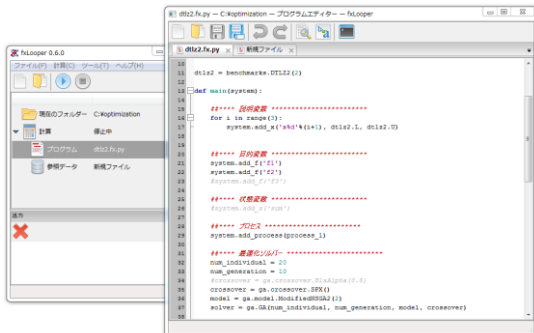 dtlz2.fx.py — C:¥optimization — プログラムエディター — fxLooper
dtlz2.fx.py
新規ファイル
10
11 dtlz2 = benchmarks.DTLZ2(2)
12
13 def main(system):
14
15 ##**** 説明変数 ************************
16 for i in range(3):
17 system.add_x('x%d'%(i+1), dtlz2.L, dtlz2.U)
18
19
20 ##**** 目的変数 ************************
21 system.add_f('f1')
22 system.add_f('f2')
23 #system.add_f('f3')
24
25 ##**** 状態変数 ************************
26 #system.add_s('sum')
27
28 ##**** プロセス ************************
29 system.add_process(process_1)
30
31 ##**** 最適化ソルバー ************************
32 num_individual = 20
33 num_generation = 10
34 #crossover = ga.crossover.BlxAlpha(0.5)
35 crossover = ga.crossover.SPX()
36 model = ga.model.ModifiedNSGA2(2)
37 solver = ga.GA(num_individual, num_generation, model, crossover)
38
fxLooper 0.6.0
ファイル(F) 計算(C) ツール(T) ヘルプ(H)
現在のフォルダー C:¥optimization
計算 停止中
プログラム dtlz2.fx.py
参照データ 新規ファイル
出力